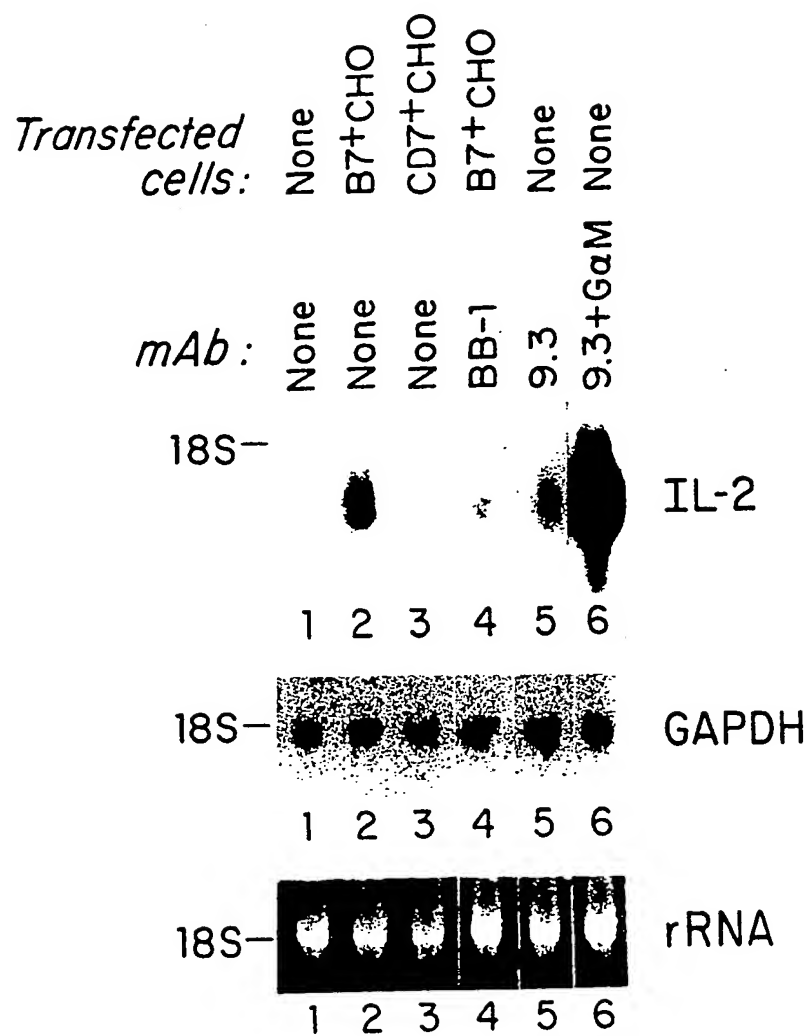 Transfected cells: None B7+CHO CD7+CHO B7+CHO None None
mAb: None None None BB-1 9.3 9.3+GαM
18S— IL-2
1 2 3 4 5 6
18S— GAPDH
1 2 3 4 5 6
18S— rRNA
1 2 3 4 5 6